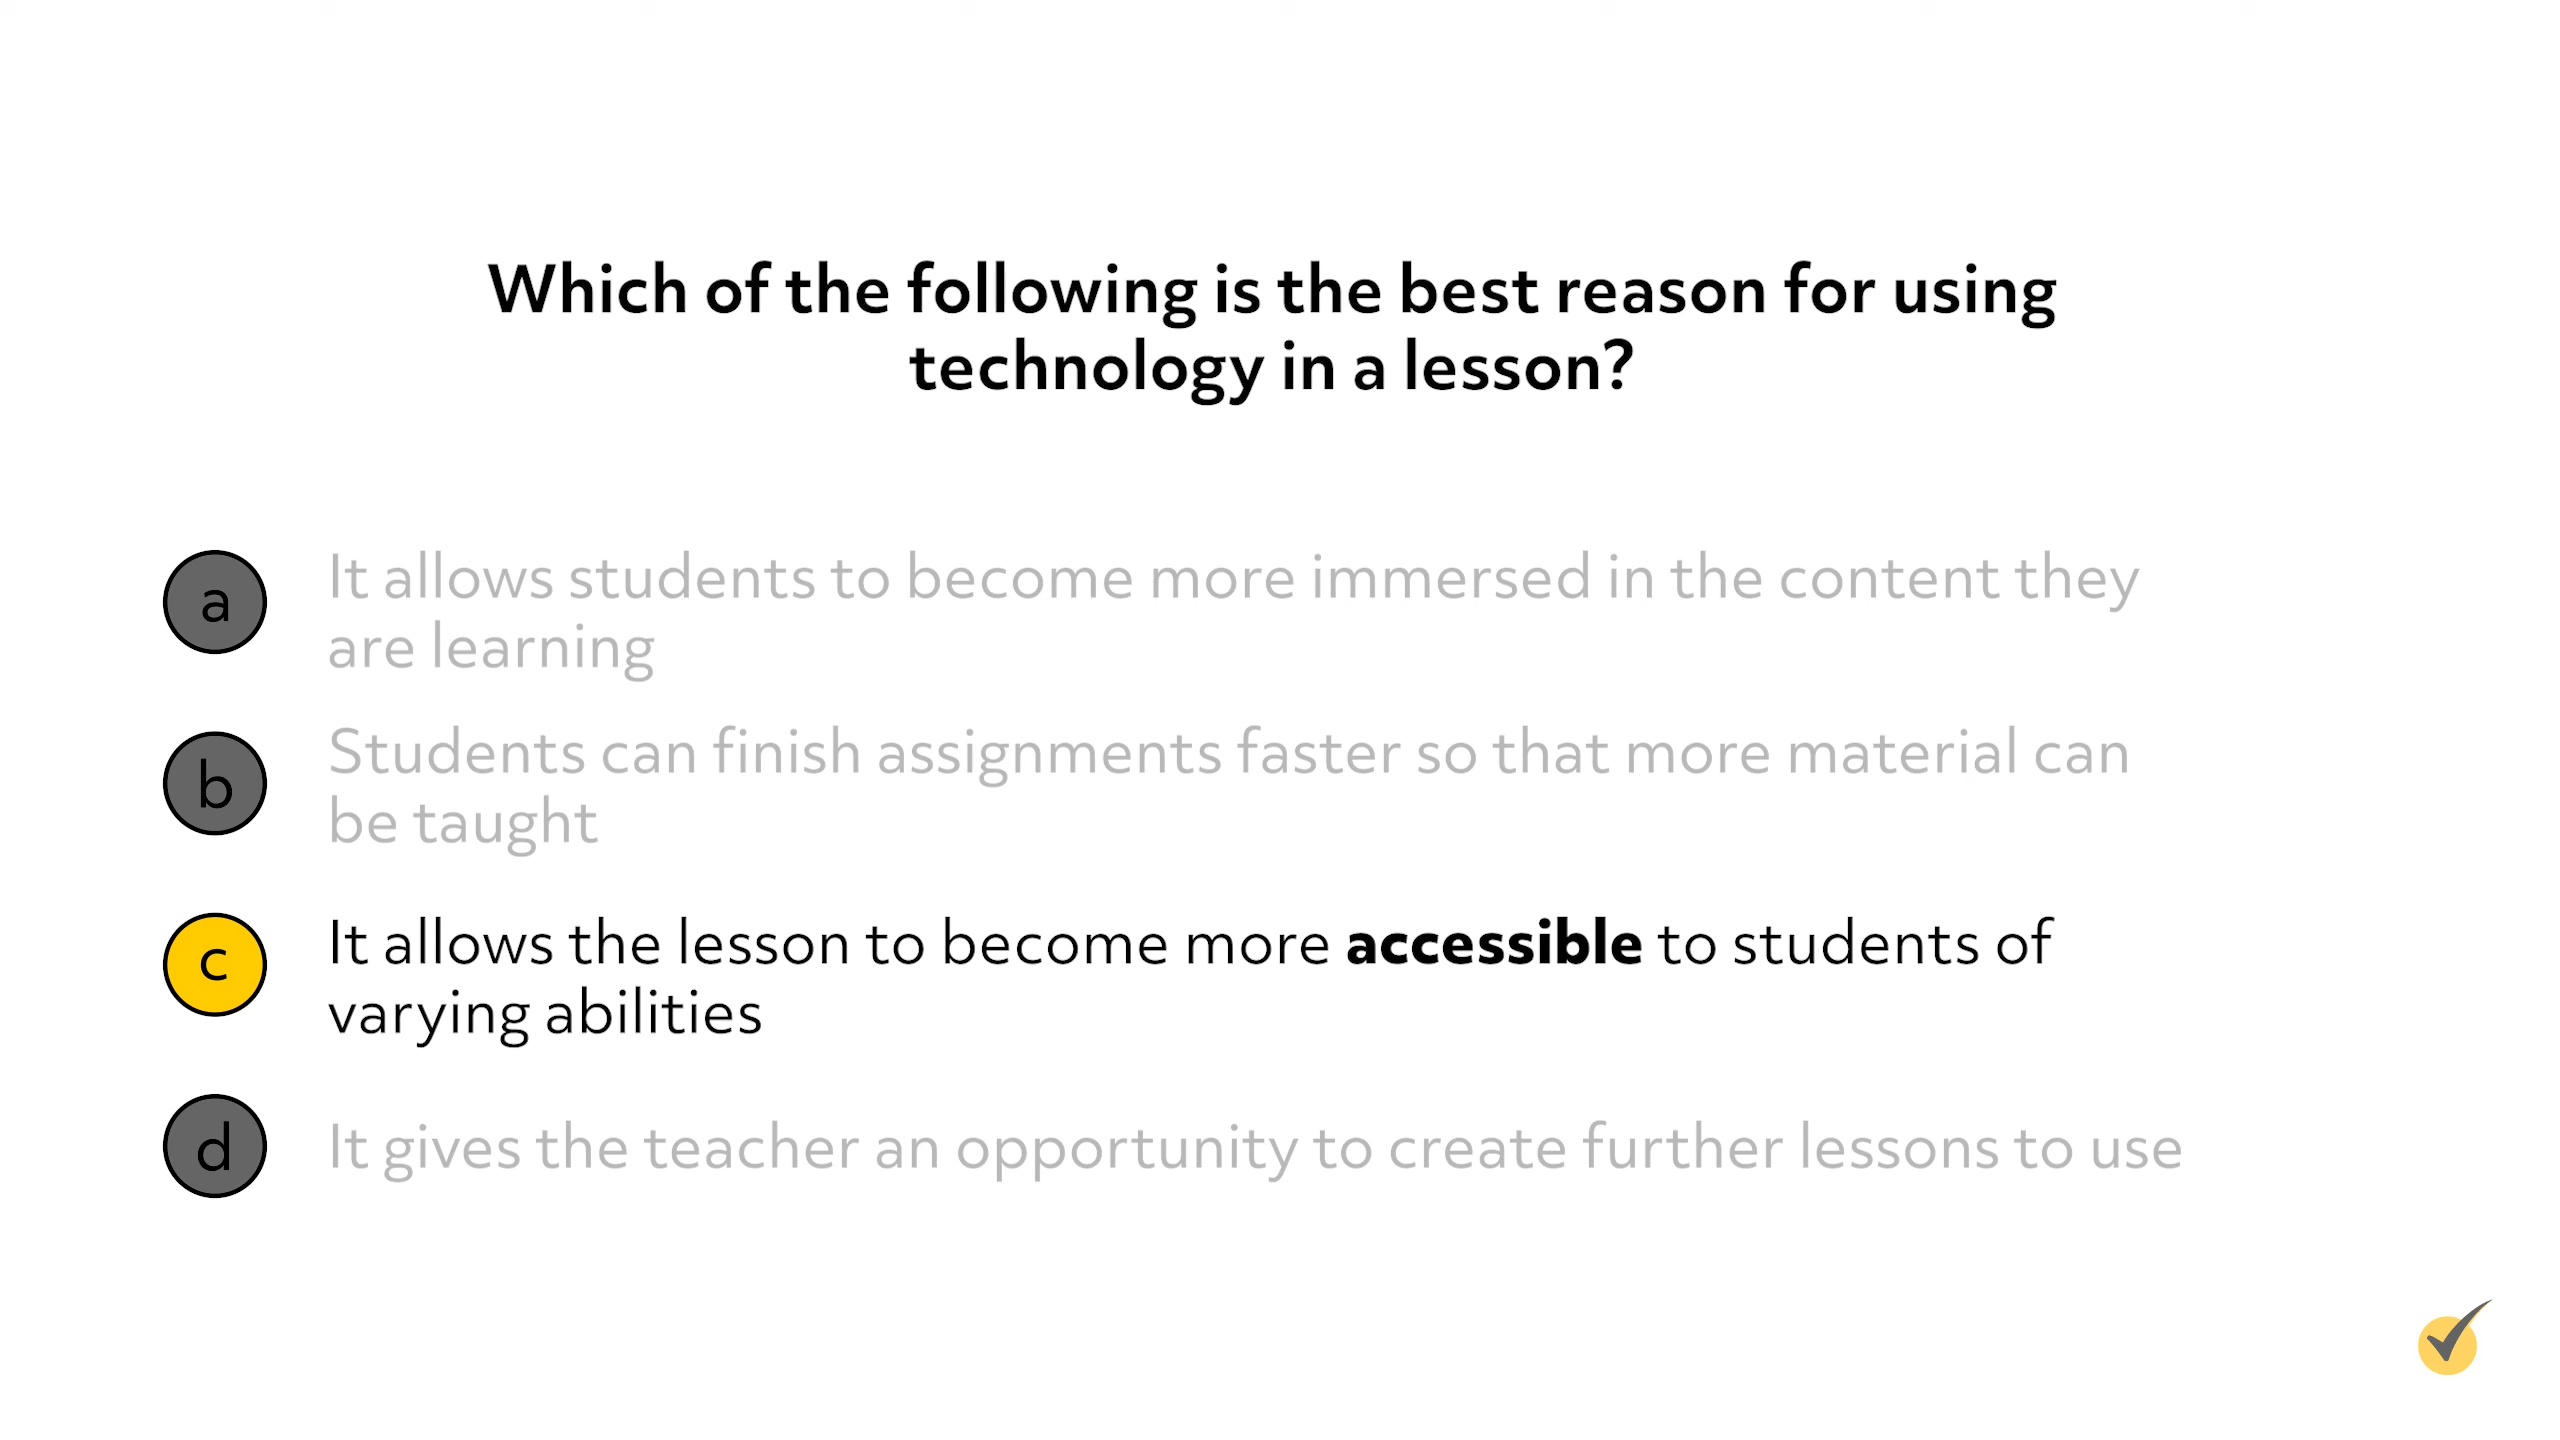 Which of the following is the best reason for using
technology in a lesson?
a
It allows students to become more immersed in the content they
are learning
b
Students can finish assignments faster so that more material can
be taught
c
It allows the lesson to become more accessible to students of
varying abilities
d
It gives the teacher an opportunity to create further lessons to use